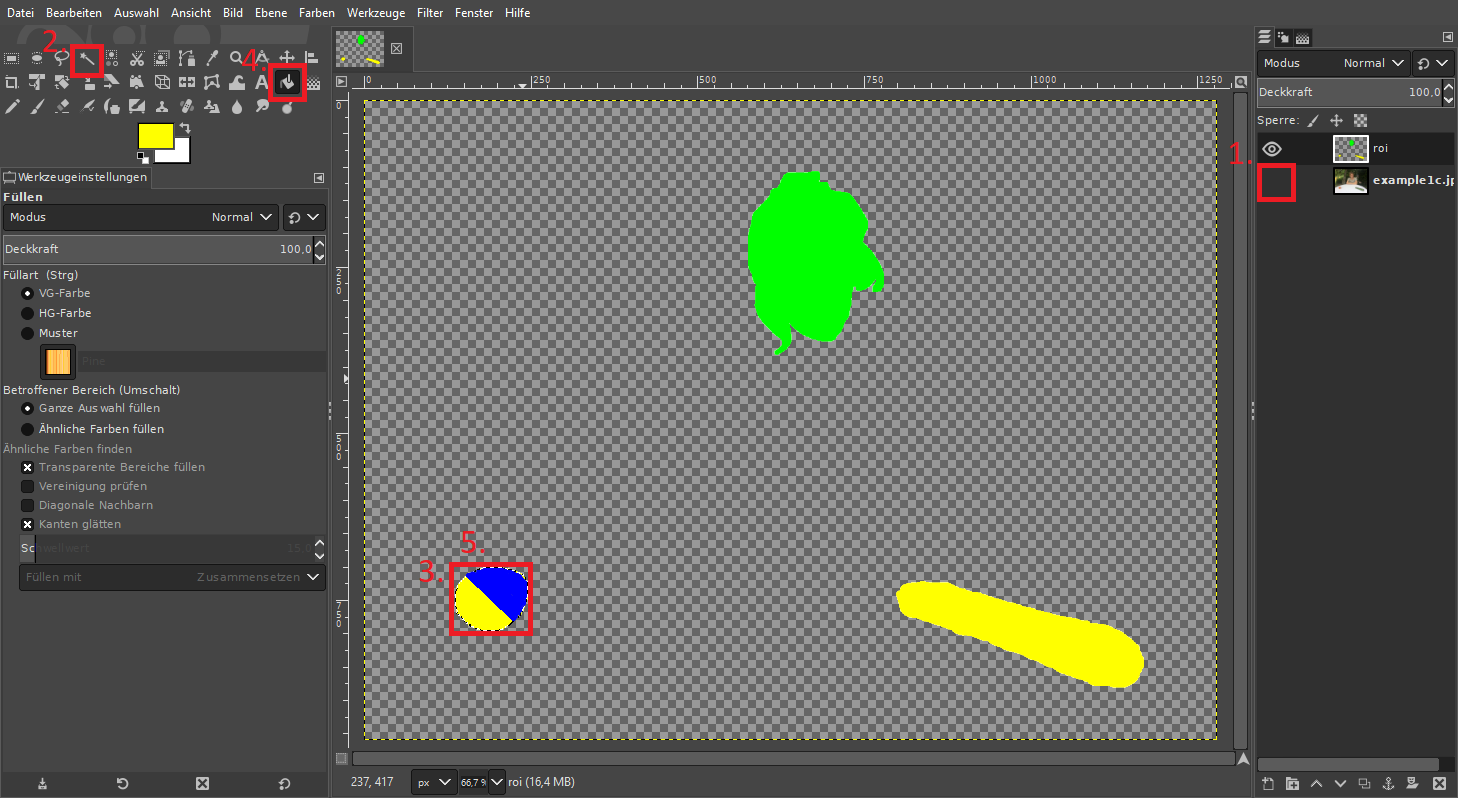 Datei Bearbeiten Auswahl Ansicht Bild Ebene Farben Werkzeuge Filter Fenster Hilfe
2.
4.
Werkzeugeinstellungen
Füllen
Modus Normal
Deckkraft 100,0
Füllart (Strg)
VG-Farbe
HG-Farbe
Muster
Pine
Betroffener Bereich (Umschalt)
Ganze Auswahl füllen
Ähnliche Farben füllen
Ähnliche Farben finden
Transparente Bereiche füllen
Vereinigung prüfen
Diagonale Nachbarn
Kanten glätten
Schwellwert 15,0
Füllen mit Zusammensetzen
0 250 500 750 1000 1250
0
250
500
750
5.
3.
237, 417 px 66,7 % roi (16,4 MB)
Modus Normal
Deckkraft 100,0
Sperre:
1.
roi
example1c.jp